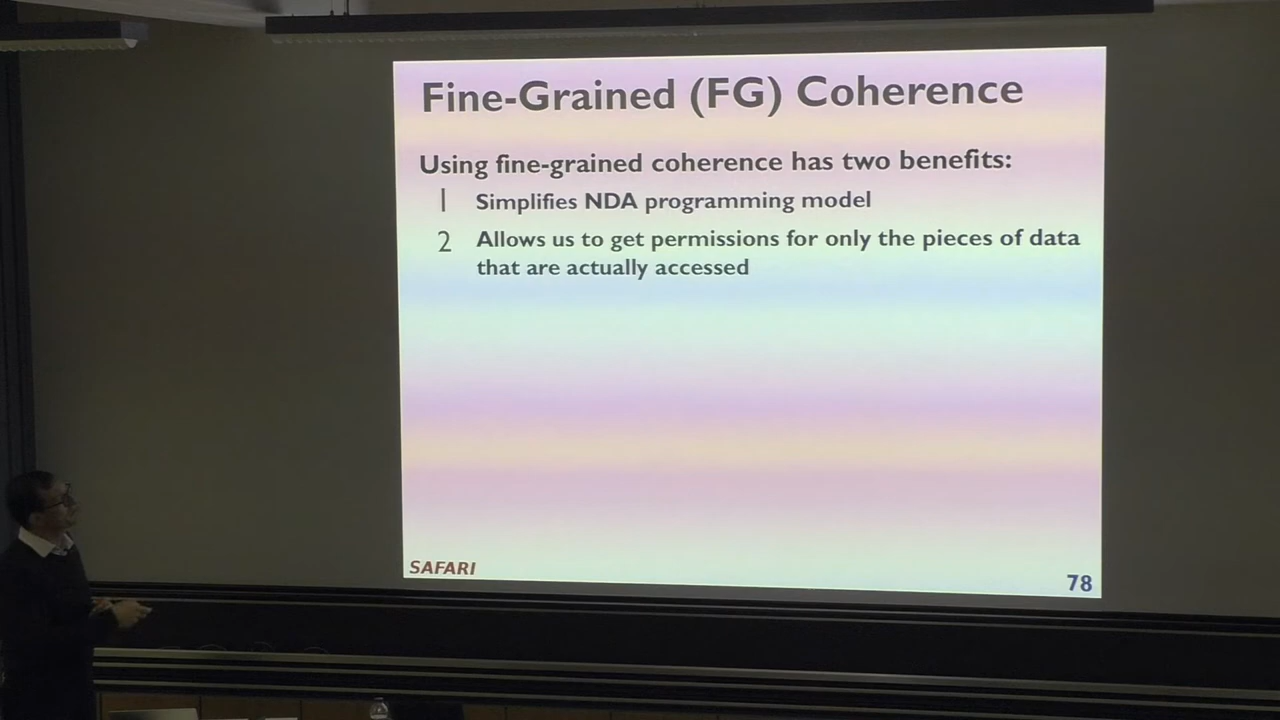 Fine-Grained (FG) Coherence
Using fine-grained coherence has two benefits:
1 Simplifies NDA programming model
2 Allows us to get permissions for only the pieces of data
that are actually accessed
SAFARI
78